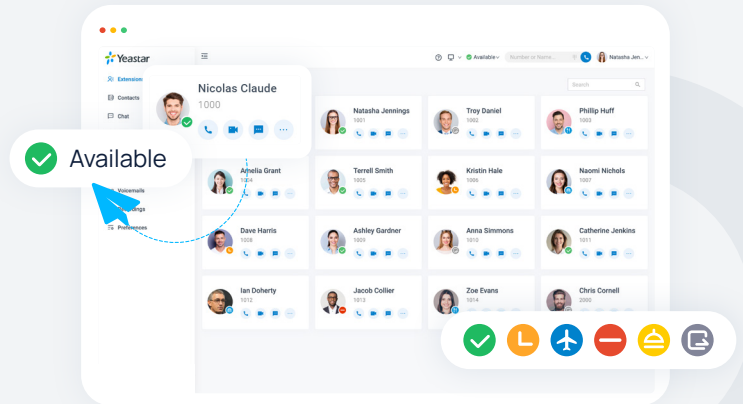 Yeastar
Available
Number or Name...
Natasha Jen..
Extension
Contacts
Chat
Voicemails
Preferences
Search
Nicolas Claude
1000
Available
Natasha Jennings
1001
Troy Daniel
1002
Phillip Huff
1003
Amelia Grant
1004
Terrell Smith
1005
Kristin Hale
1006
Naomi Nichols
1007
Dave Harris
1008
Ashley Gardner
1009
Anna Simmons
1010
Catherine Jenkins
1011
Ian Doherty
1012
Jacob Collier
1013
Zoe Evans
1014
Chris Cornell
2000